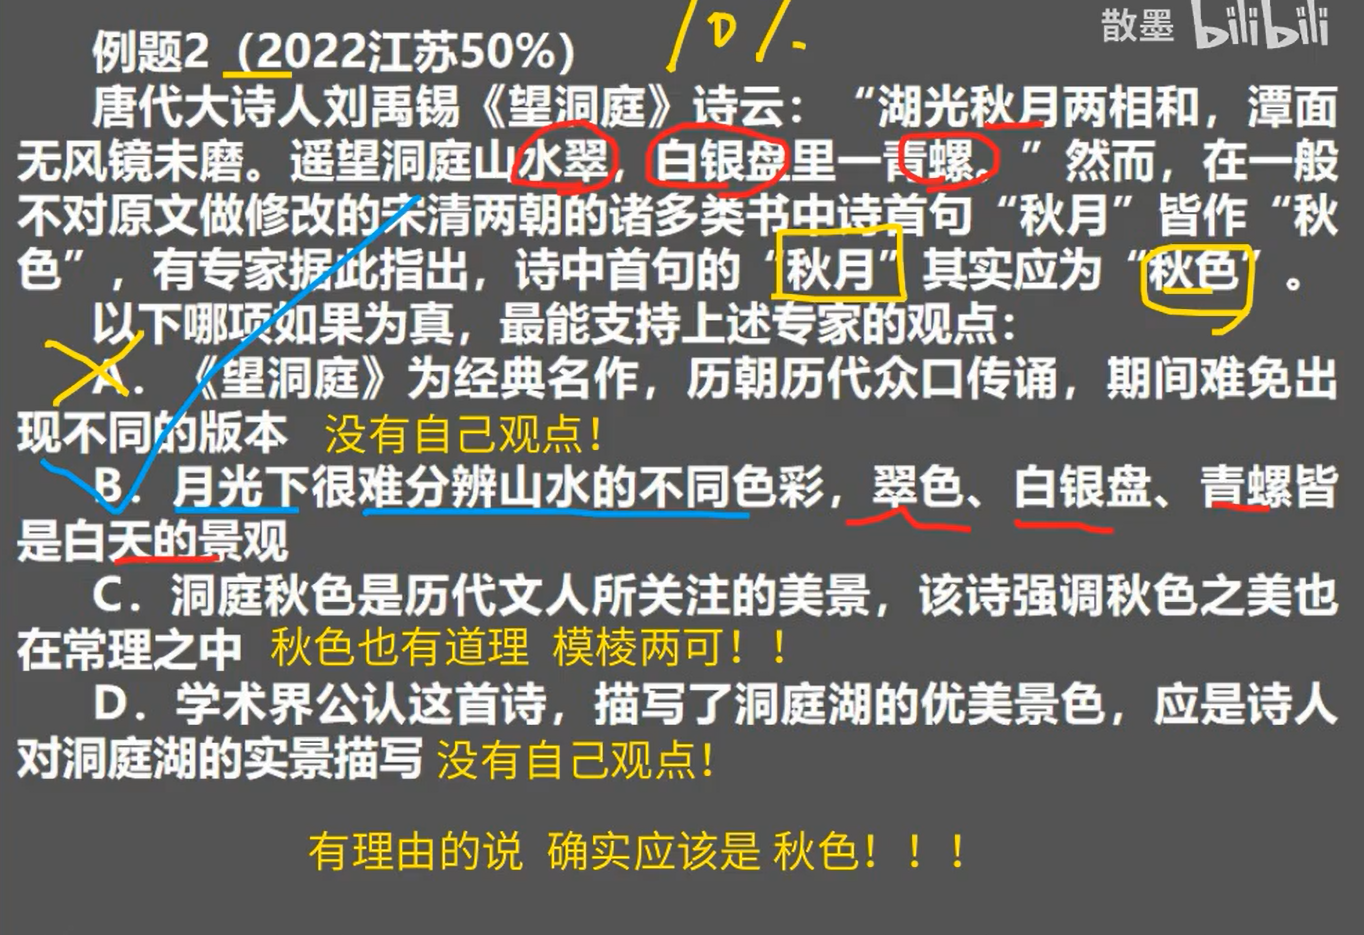 10%.
散墨 bilibili
例题2（2022江苏50%）
唐代大诗人刘禹锡《望洞庭》诗云：“湖光秋月两相和，潭面
无风镜未磨。遥望洞庭山水翠，白银盘里一青螺。”然而，在一般
不对原文做修改的宋清两朝的诸多类书中诗首句“秋月”皆作“秋
色”，有专家据此指出，诗中首句的“秋月”其实应为“秋色”。
以下哪项如果为真，最能支持上述专家的观点：
A．《望洞庭》为经典名作，历朝历代众口传诵，期间难免出
现不同的版本 没有自己观点！
B．月光下很难分辨山水的不同色彩，翠色、白银盘、青螺皆
是白天的景观
C．洞庭秋色是历代文人所关注的美景，该诗强调秋色之美也
在常理之中 秋色也有道理 模棱两可！！
D．学术界公认这首诗，描写了洞庭湖的优美景色，应是诗人
对洞庭湖的实景描写 没有自己观点！
有理由的说 确实应该是 秋色！！！